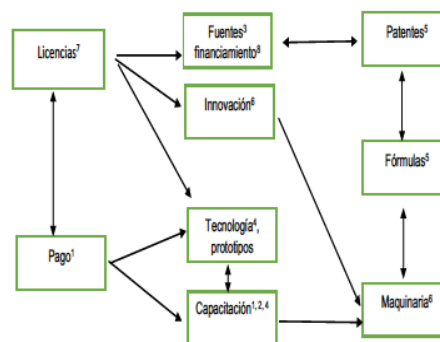 Fuentes³
financiamiento⁸
Patentes⁵
Licencias⁷
Innovación⁶
Fórmulas⁵
Tecnología⁴,
prototipos
Pago¹
Capacitación¹, ², ⁴
Maquinaria⁶